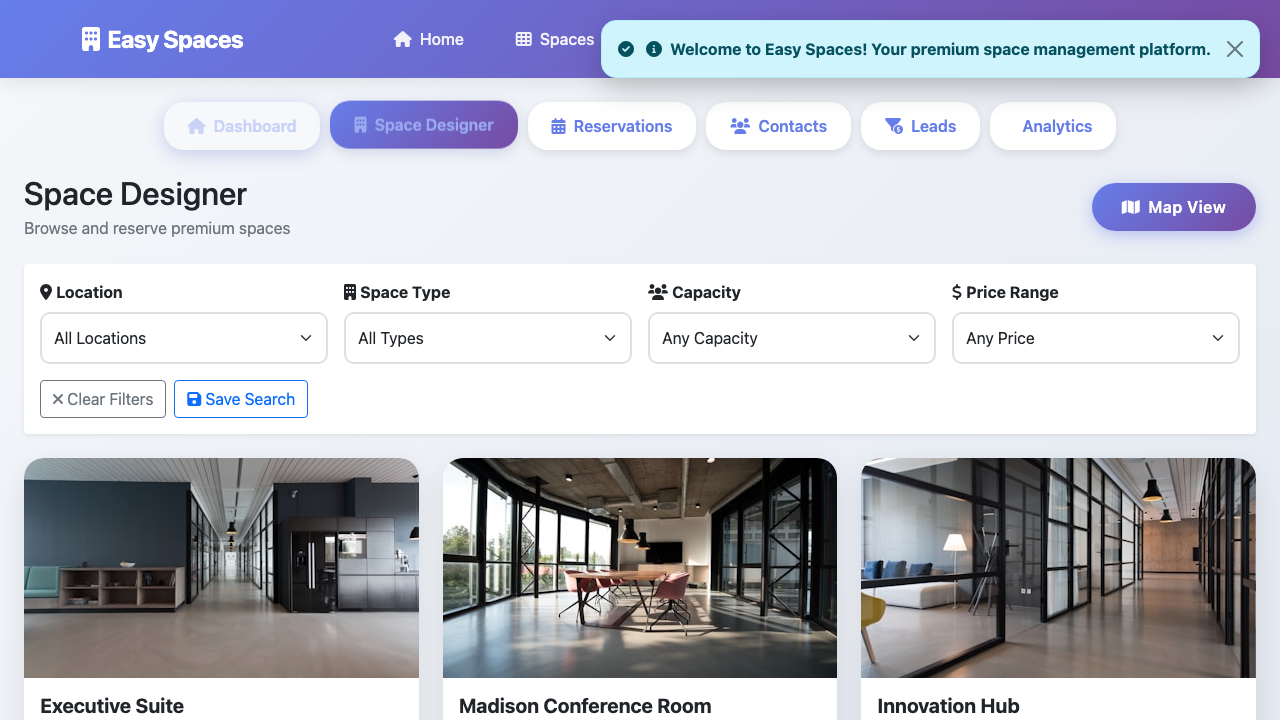 Easy Spaces
Home
Spaces
Welcome to Easy Spaces! Your premium space management platform.
Dashboard
Space Designer
Reservations
Contacts
Leads
Analytics
Space Designer
Browse and reserve premium spaces
Map View
Location
Space Type
Capacity
Price Range
All Locations
All Types
Any Capacity
Any Price
Clear Filters
Save Search
Executive Suite
Madison Conference Room
Innovation Hub